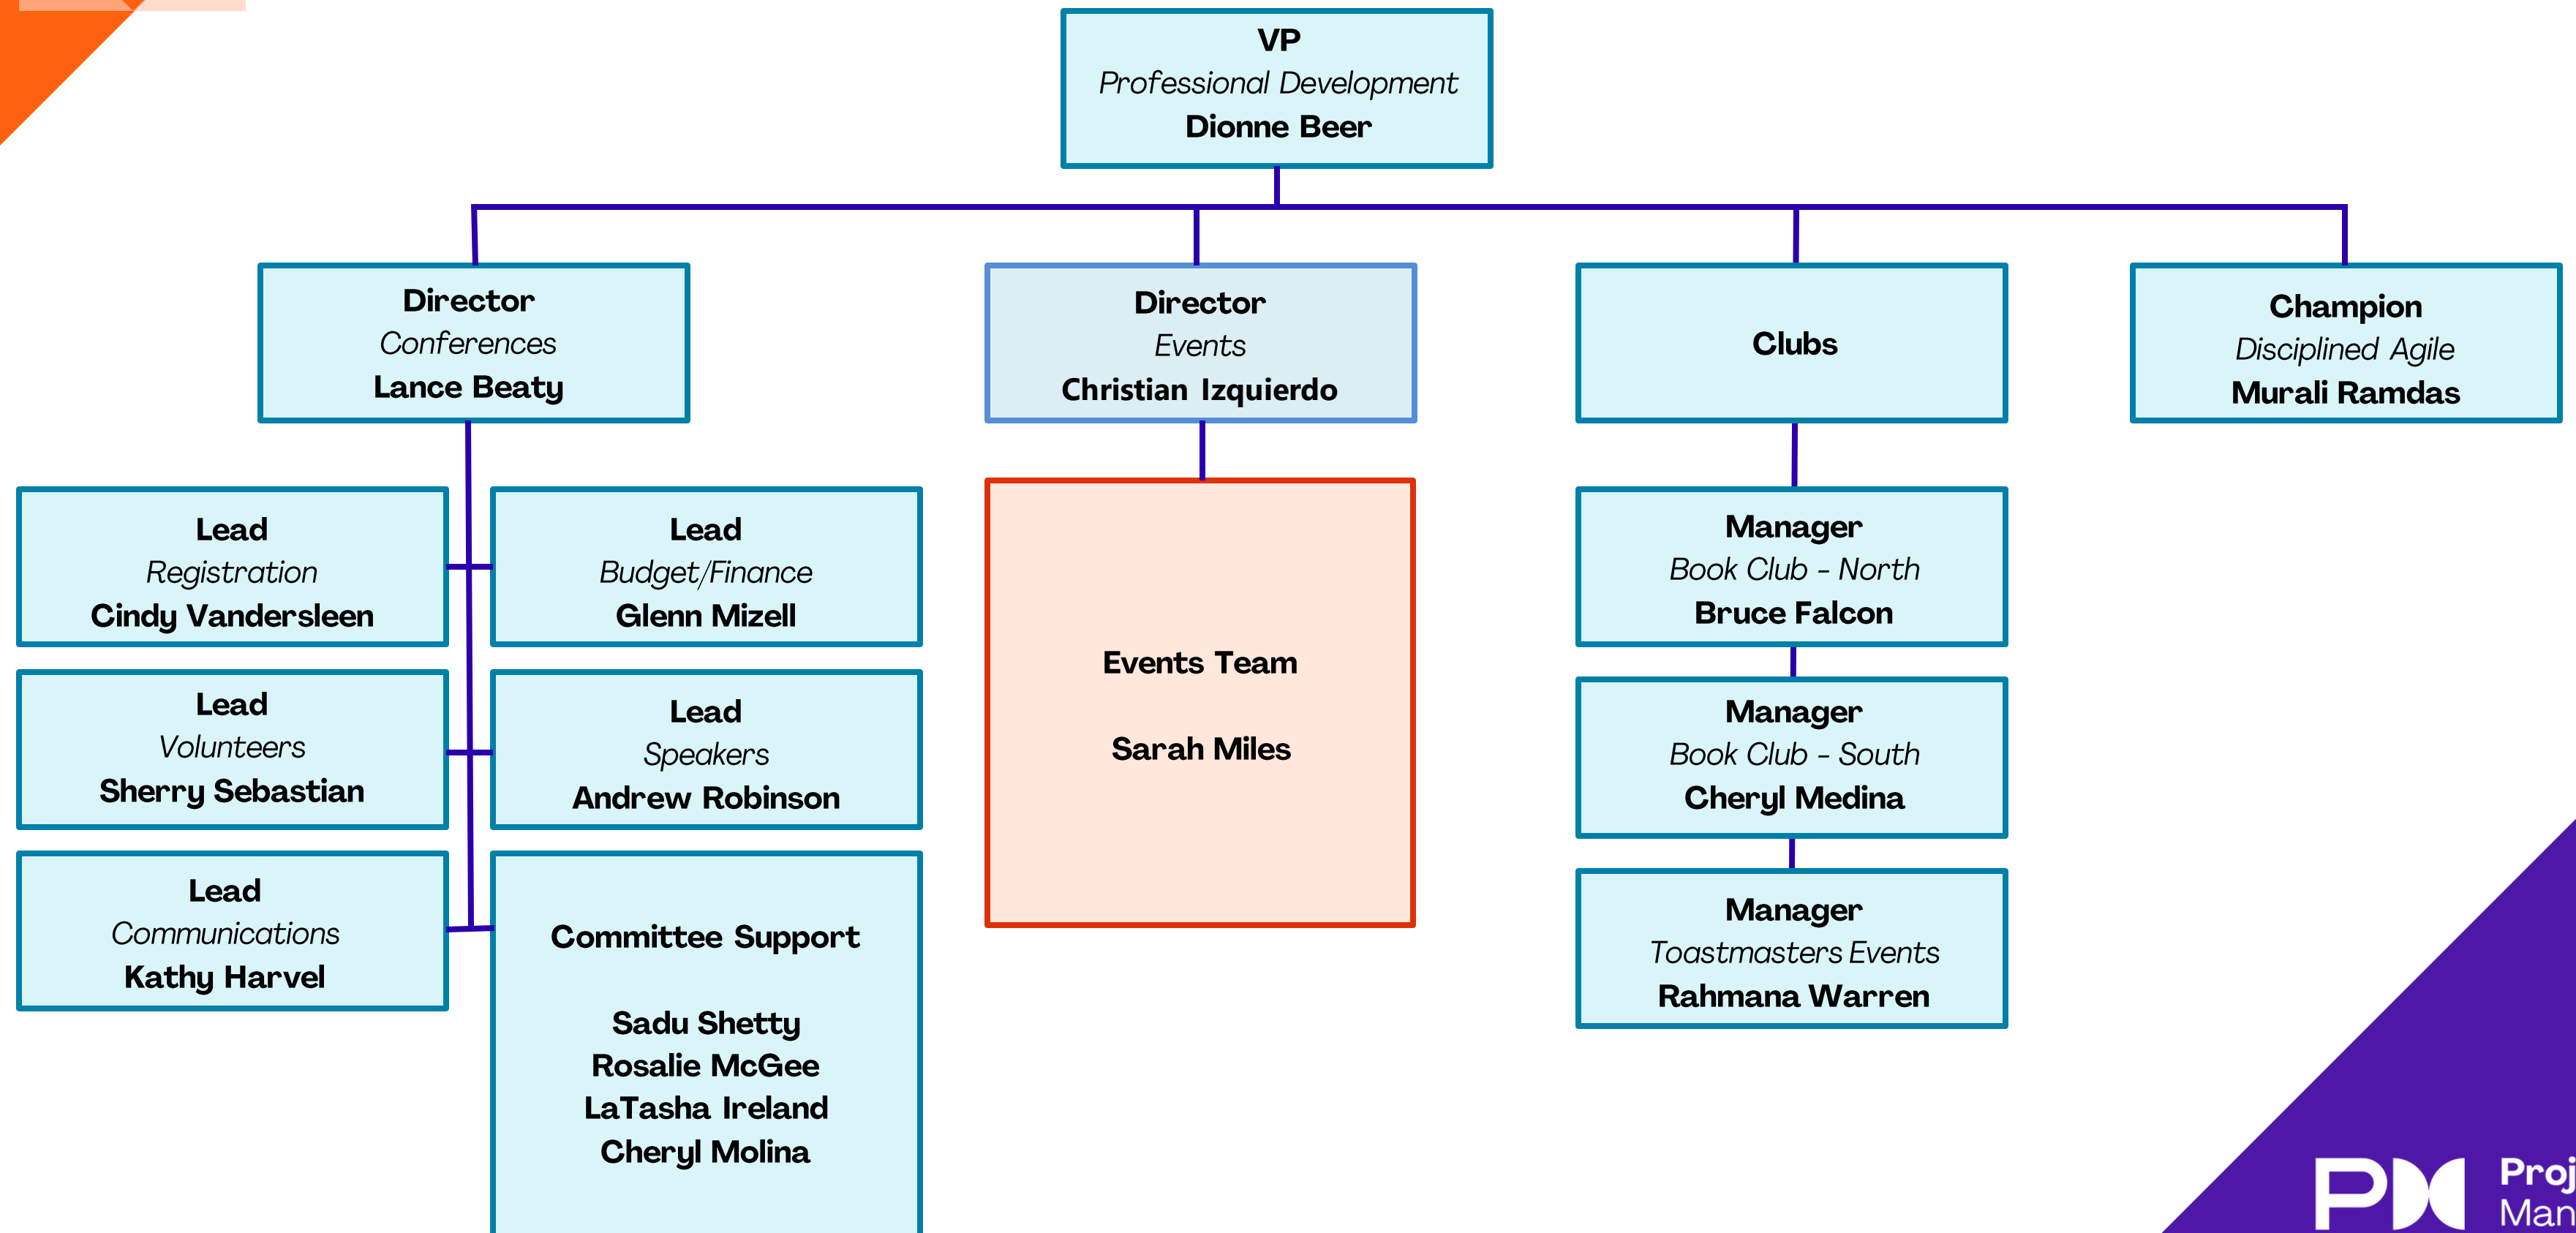 VP
Professional Development
Dionne Beer
Director
Conferences
Lance Beaty
Director
Events
Christian Izquierdo
Clubs
Champion
Disciplined Agile
Murali Ramdas
Lead
Registration
Cindy Vandersleen
Lead
Budget/Finance
Glenn Mizell
Lead
Volunteers
Sherry Sebastian
Lead
Speakers
Andrew Robinson
Lead
Communications
Kathy Harvel
Committee Support
Sadu Shetty
Rosalie McGee
LaTasha Ireland
Cheryl Molina
Events Team
Sarah Miles
Manager
Book Club - North
Bruce Falcon
Manager
Book Club - South
Cheryl Medina
Manager
Toastmasters Events
Rahmana Warren